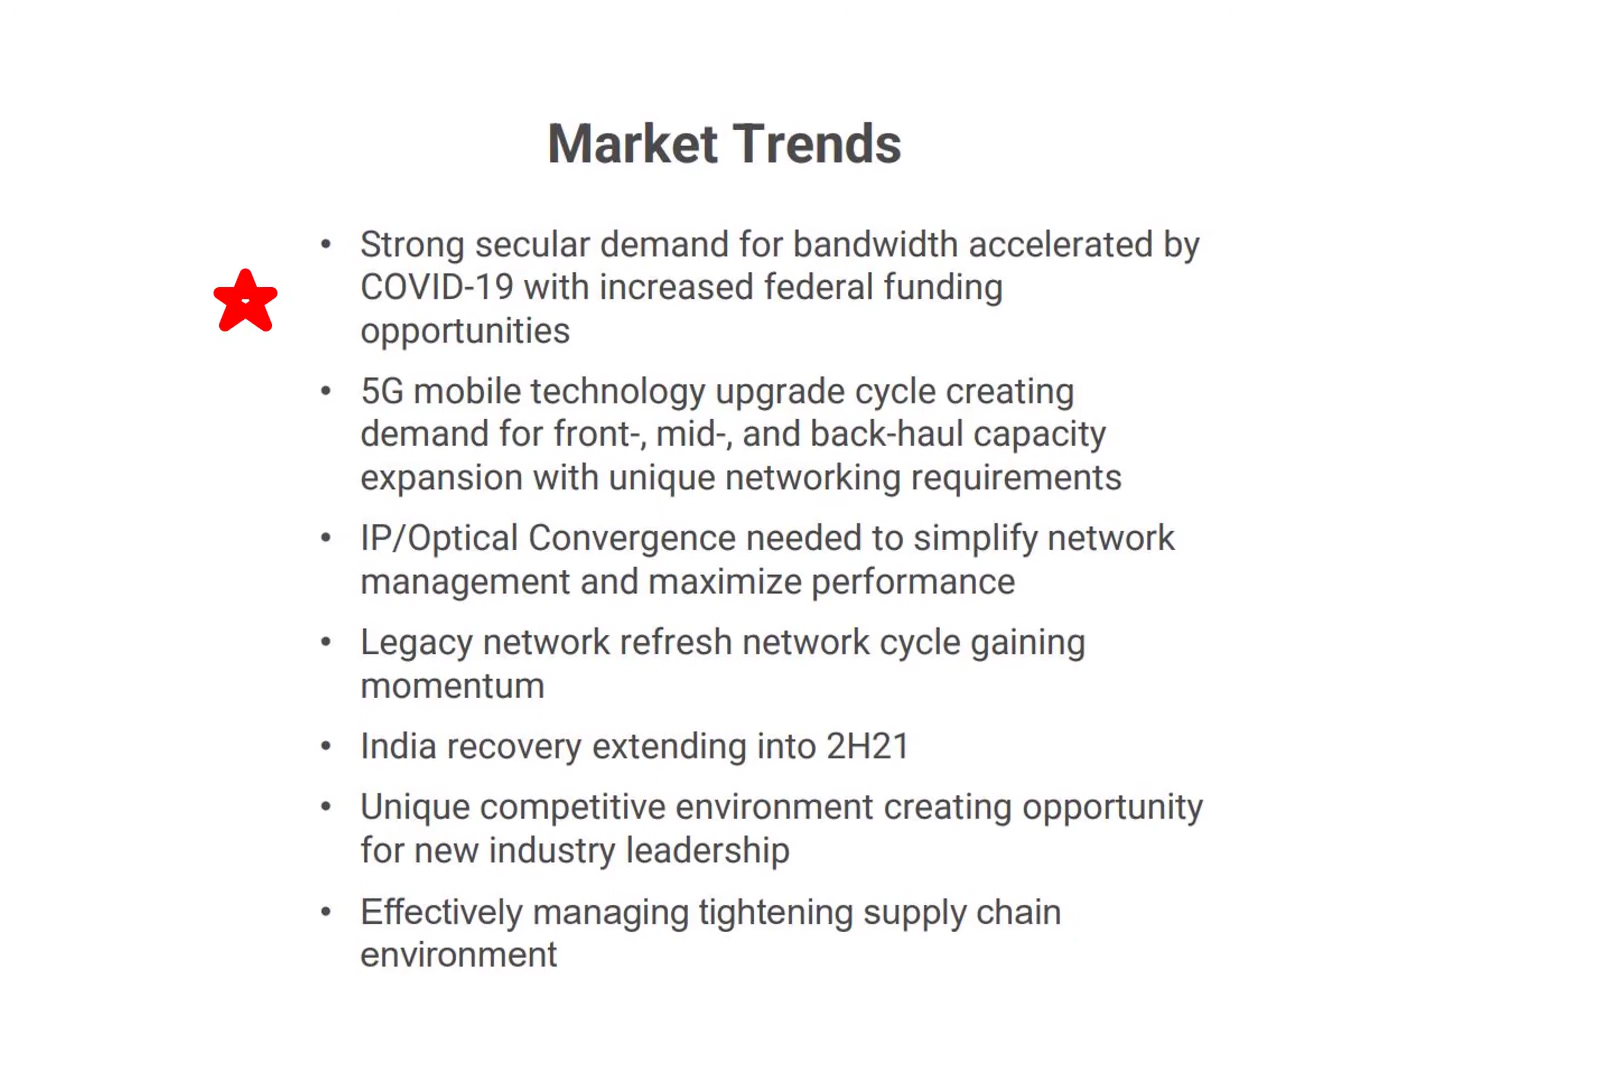 Market Trends
• Strong secular demand for bandwidth accelerated by
COVID-19 with increased federal funding
opportunities
• 5G mobile technology upgrade cycle creating
demand for front-, mid-, and back-haul capacity
expansion with unique networking requirements
• IP/Optical Convergence needed to simplify network
management and maximize performance
• Legacy network refresh network cycle gaining
momentum
• India recovery extending into 2H21
• Unique competitive environment creating opportunity
for new industry leadership
• Effectively managing tightening supply chain
environment